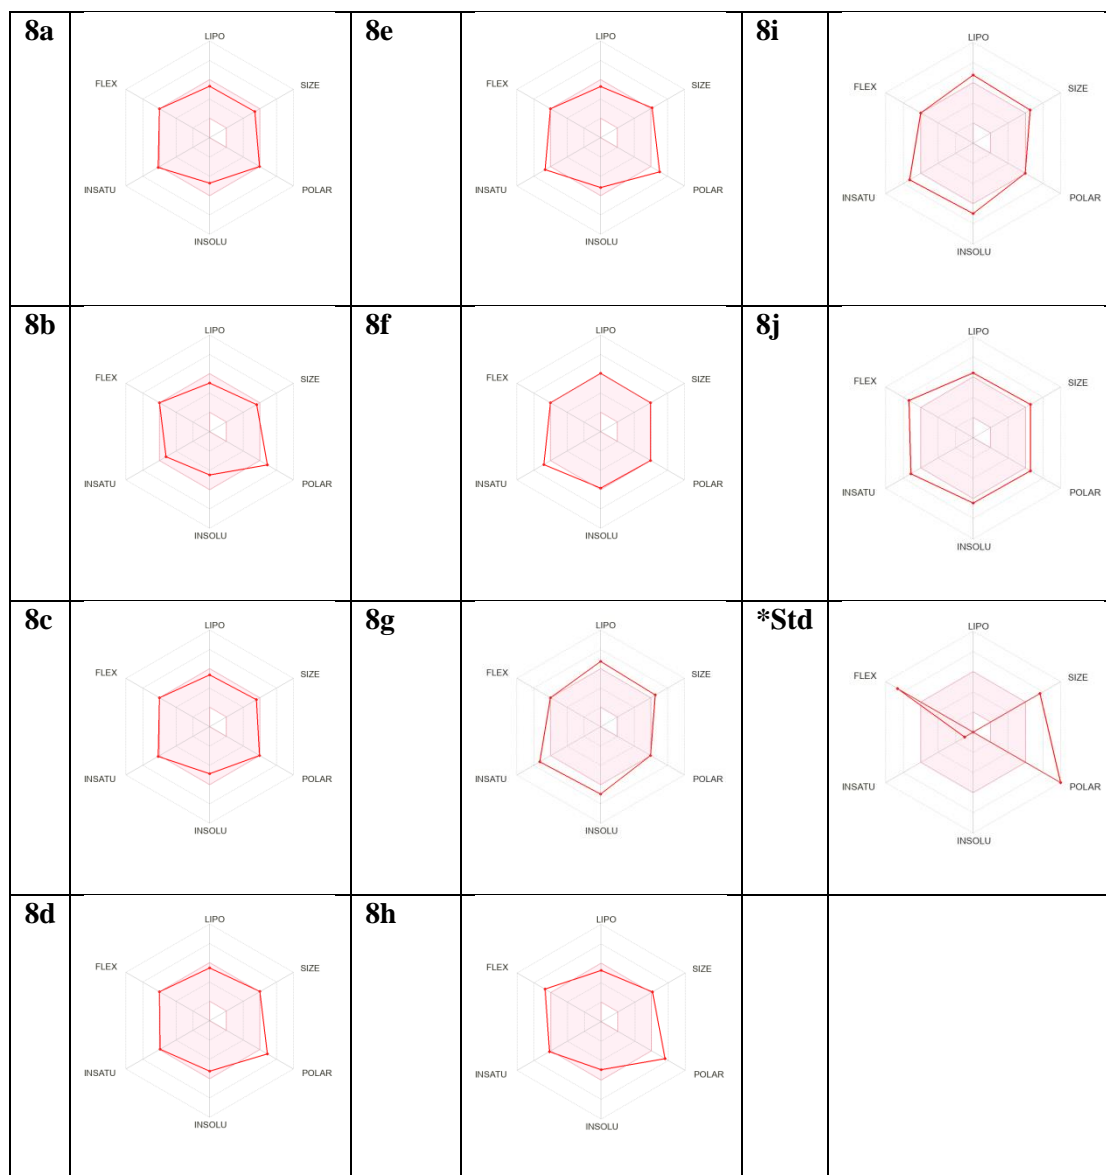 8a
LIPO
FLEX
SIZE
INSATU
POLAR
INSOLU
8e
LIPO
FLEX
SIZE
INSATU
POLAR
INSOLU
8i
LIPO
FLEX
SIZE
INSATU
POLAR
INSOLU
8b
LIPO
FLEX
SIZE
INSATU
POLAR
INSOLU
8f
LIPO
FLEX
SIZE
INSATU
POLAR
INSOLU
8j
LIPO
FLEX
SIZE
INSATU
POLAR
INSOLU
8c
LIPO
FLEX
SIZE
INSATU
POLAR
INSOLU
8g
LIPO
FLEX
SIZE
INSATU
POLAR
INSOLU
*Std
LIPO
FLEX
SIZE
INSATU
POLAR
INSOLU
8d
LIPO
FLEX
SIZE
INSATU
POLAR
INSOLU
8h
LIPO
FLEX
SIZE
INSATU
POLAR
INSOLU